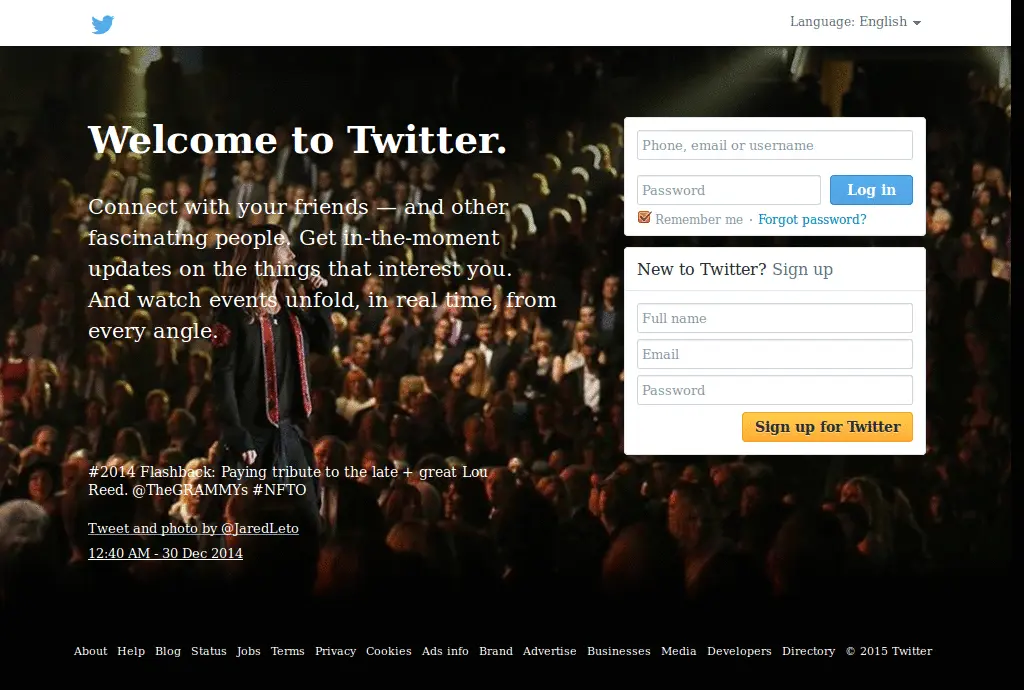 Language: English
Welcome to Twitter.
Connect with your friends — and other
fascinating people. Get in-the-moment
updates on the things that interest you.
And watch events unfold, in real time, from
every angle.
#2014 Flashback: Paying tribute to the late + great Lou
Reed. @TheGRAMMYs #NFTO
Tweet and photo by @JaredLeto
12:40 AM - 30 Dec 2014
Phone, email or username
Password
Log in
Remember me · Forgot password?
New to Twitter? Sign up
Full name
Email
Password
Sign up for Twitter
About Help Blog Status Jobs Terms Privacy Cookies Ads info Brand Advertise Businesses Media Developers Directory © 2015 Twitter